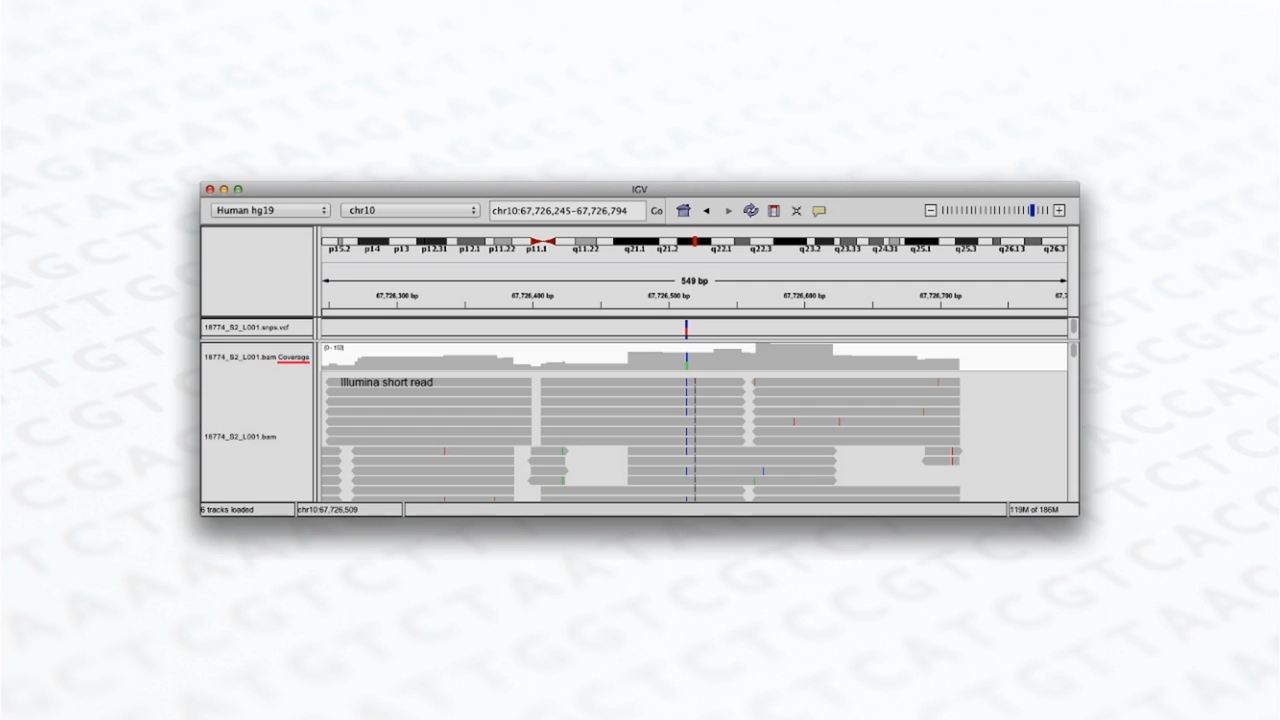 IGV
Human hg19 chr10 chr10:67,726,245-67,726,794 Go
p15.2 p14 p13 p12.31 p12.1 p11.22 p11.1 q11.22 q21.1 q21.2 q22.1 q22.3 q23.2 q23.33 q24.31 q25.1 q25.3 q26.13 q26.3
549 bp
67,726,300 bp 67,726,400 bp 67,726,500 bp 67,726,600 bp 67,726,700 bp 67,7
18774_S2_L001.snps.vcf
18774_S2_L001.bam Coverage
Illumina short read
18774_S2_L001.bam
6 tracks loaded chr10:67,726,509 119M of 186M